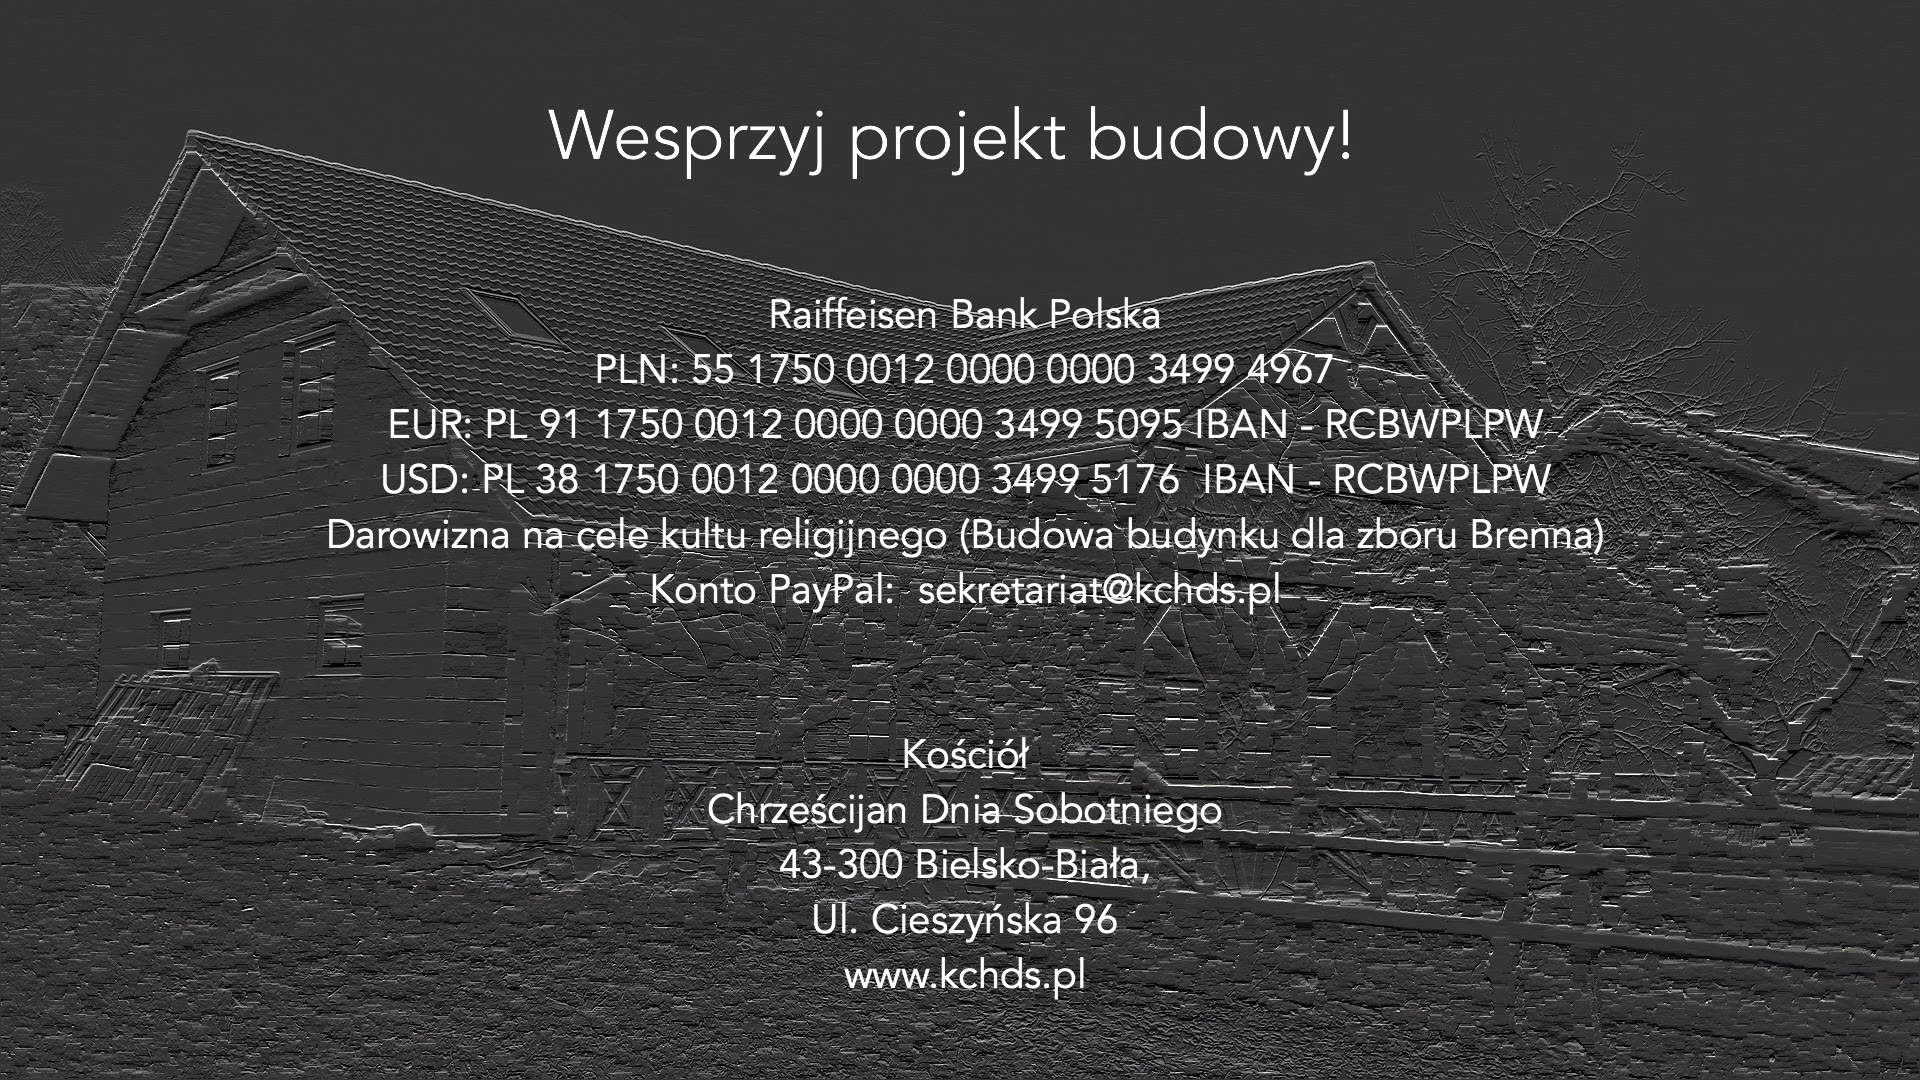 Wesprzyj projekt budowy!
Raiffeisen Bank Polska
PLN: 55 1750 0012 0000 0000 3499 4967
EUR: PL 91 1750 0012 0000 0000 3499 5095 IBAN - RCBWPLPW
USD: PL 38 1750 0012 0000 0000 3499 5176  IBAN - RCBWPLPW
Darowizna na cele kultu religijnego (Budowa budynku dla zboru Brenna)
Konto PayPal:  sekretariat@kchds.pl
Kościół
Chrześcijan Dnia Sobotniego
43-300 Bielsko-Biała,
Ul. Cieszyńska 96
www.kchds.pl